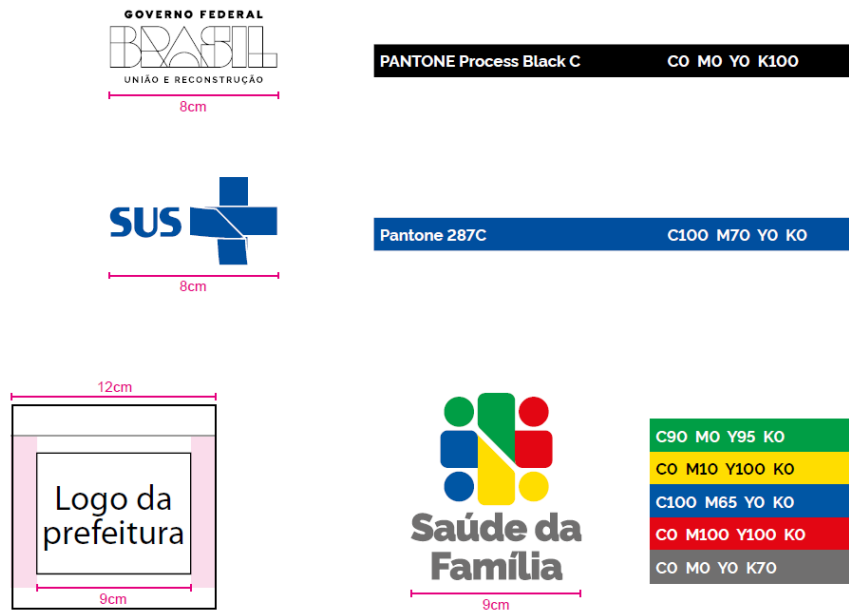 GOVERNO FEDERAL
BRASIL
UNIÃO E RECONSTRUÇÃO
8cm
PANTONE Process Black C C0 M0 Y0 K100
SUS
8cm
Pantone 287C C100 M70 Y0 K0
12cm
Logo da
prefeitura
9cm
Saúde da
Família
9cm
C90 M0 Y95 K0
C0 M10 Y100 K0
C100 M65 Y0 K0
C0 M100 Y100 K0
C0 M0 Y0 K70